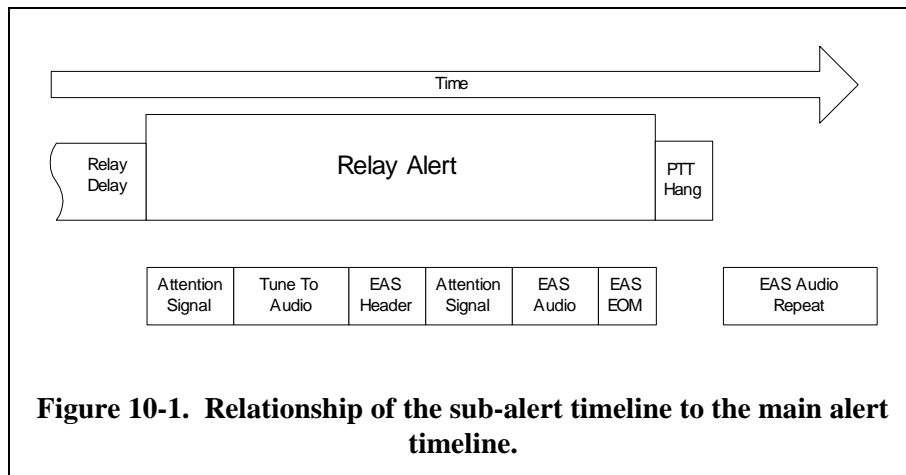 Time
Relay
Delay
Relay Alert
PTT
Hang
Attention
Signal
Tune To
Audio
EAS
Header
Attention
Signal
EAS
Audio
EAS
EOM
EAS Audio
Repeat
Figure 10-1. Relationship of the sub-alert timeline to the main alert
timeline.